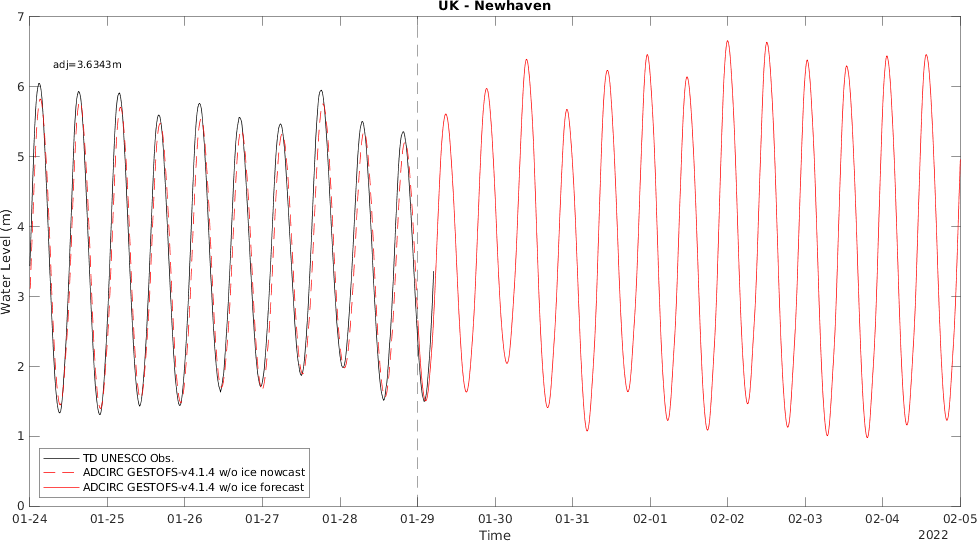 UK - Newhaven
7
adj=3.6343m
6
5
4
3
2
1
0
Water Level (m)
TD UNESCO Obs.
ADCIRC GESTOFS-v4.1.4 w/o ice nowcast
ADCIRC GESTOFS-v4.1.4 w/o ice forecast
01-24 01-25 01-26 01-27 01-28 01-29 01-30 01-31 02-01 02-02 02-03 02-04 02-05
Time
2022